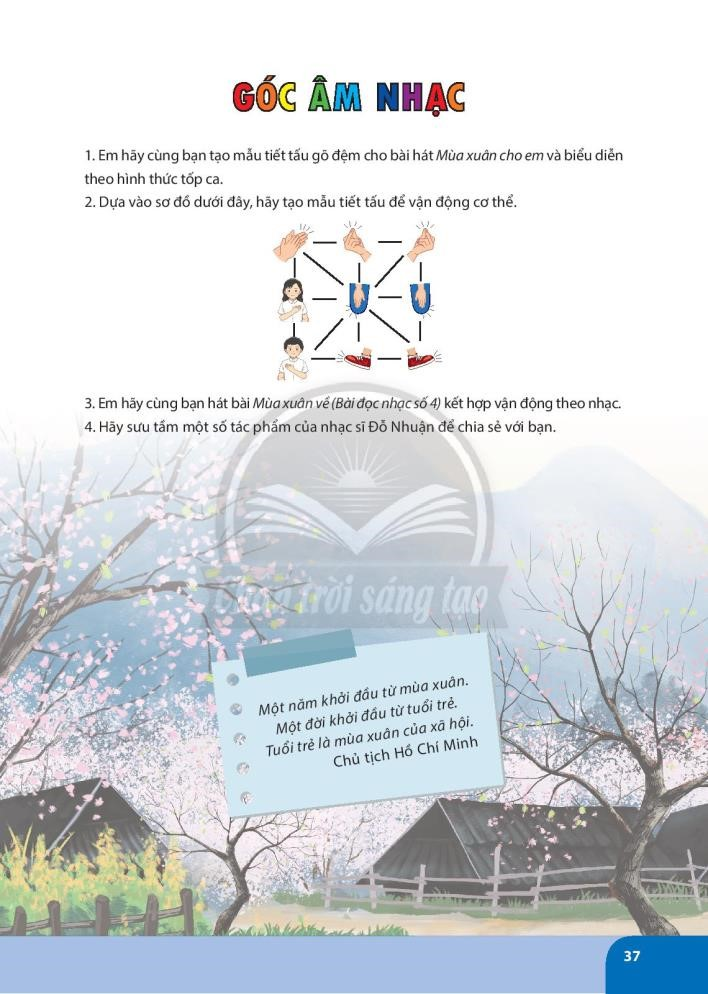 GÓC ÂM NHẠC
1. Em hãy cùng bạn tạo mẫu tiết tấu gõ đệm cho bài hát Mùa xuân cho em và biểu diễn
theo hình thức tốp ca.
2. Dựa vào sơ đồ dưới đây, hãy tạo mẫu tiết tấu để vận động cơ thể.
3. Em hãy cùng bạn hát bài Mùa xuân về (Bài đọc nhạc số 4) kết hợp vận động theo nhạc.
4. Hãy sưu tầm một số tác phẩm của nhạc sĩ Đỗ Nhuận để chia sẻ với bạn.
Chân trời sáng tạo
Một năm khởi đầu từ mùa xuân.
Một đời khởi đầu từ tuổi trẻ.
Tuổi trẻ là mùa xuân của xã hội.
Chủ tịch Hồ Chí Minh
37